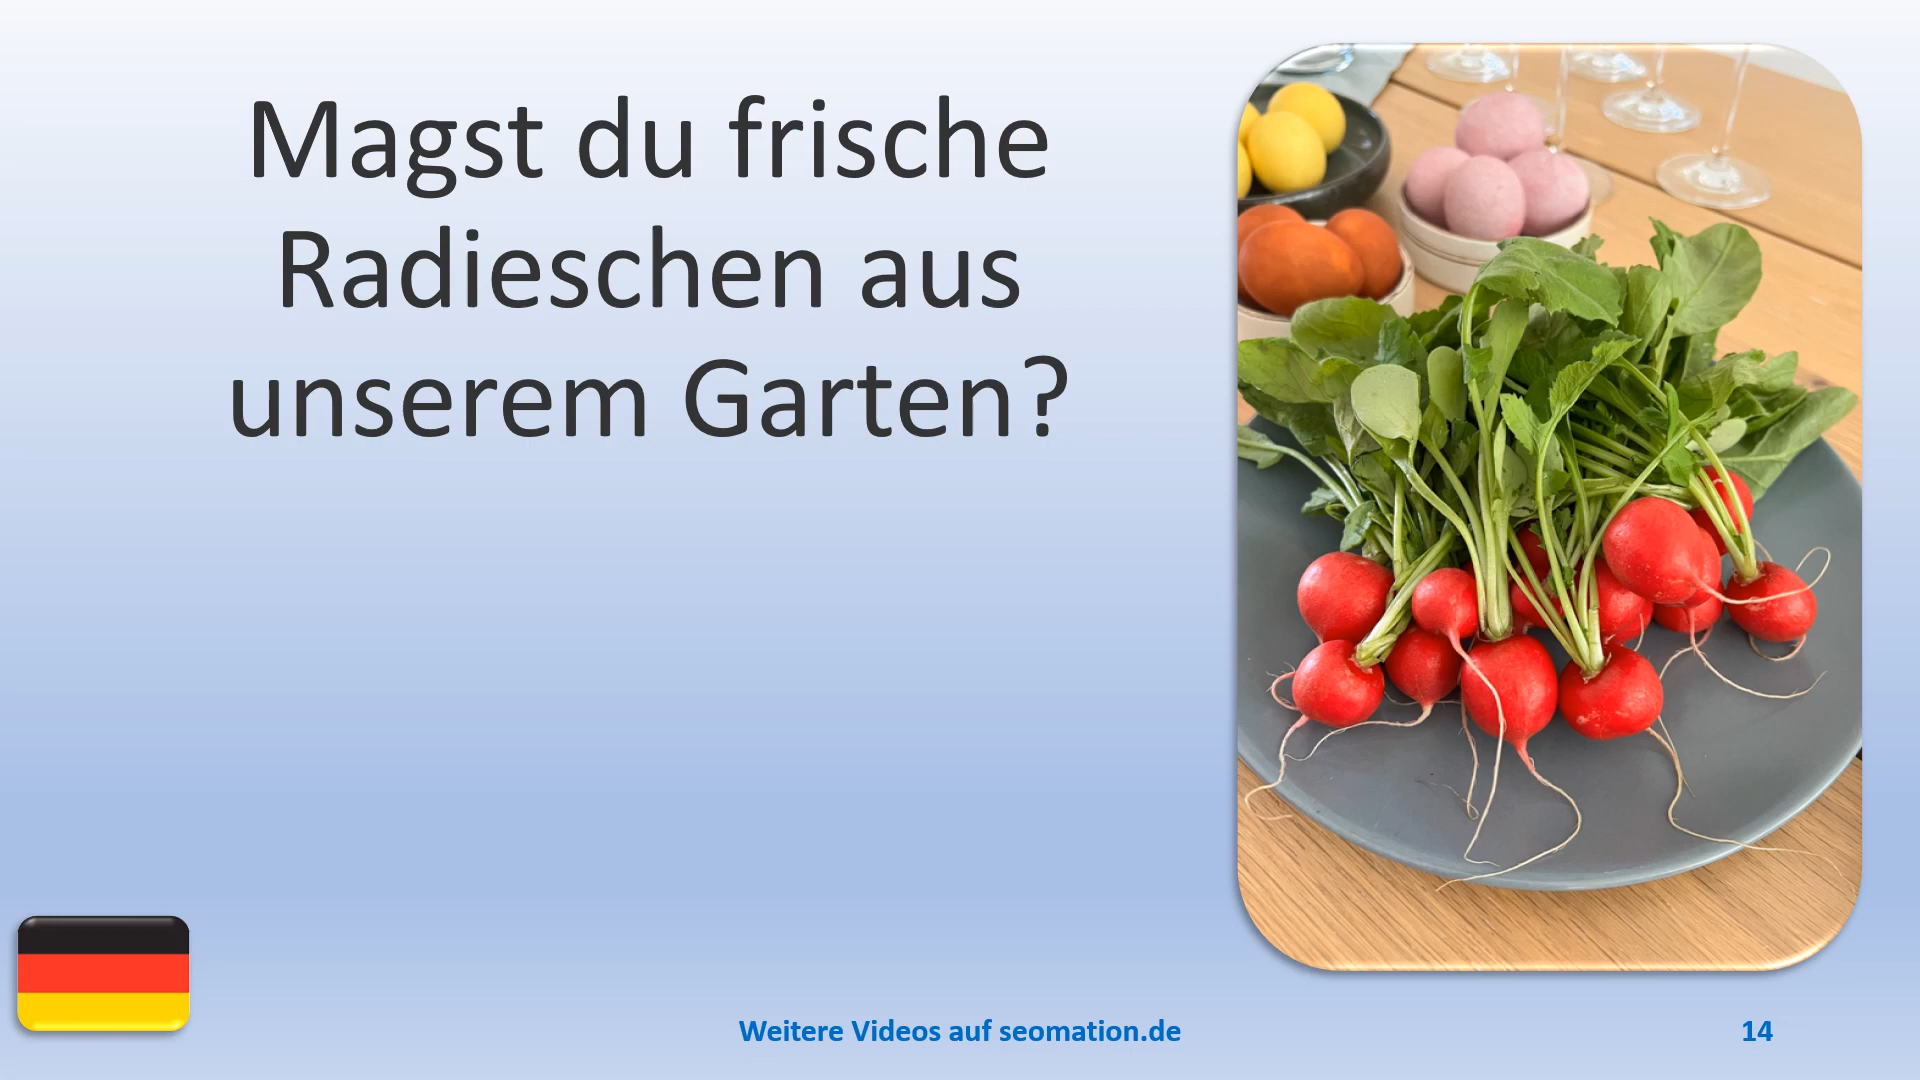 Magst du frische
Radieschen aus
unserem Garten?
Weitere Videos auf seomation.de
14